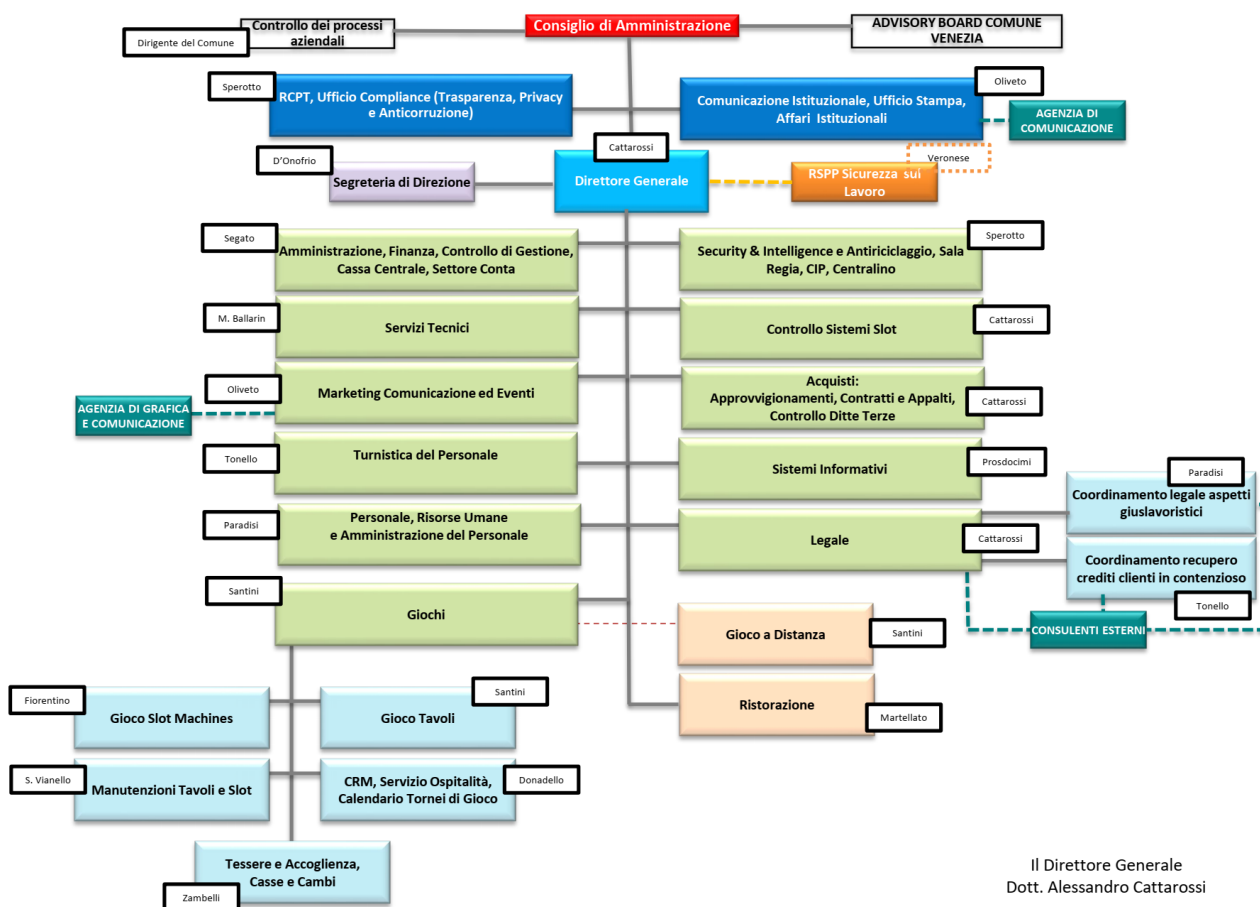 Controllo dei processi
aziendali
Dirigente del Comune
Consiglio di Amministrazione
ADVISORY BOARD COMUNE
VENEZIA
Sperotto
RCPT, Ufficio Compliance (Trasparenza, Privacy
e Anticorruzione)
Oliveto
Comunicazione Istituzionale, Ufficio Stampa,
Affari Istituzionali
AGENZIA DI
COMUNICAZIONE
D'Onofrio
Segreteria di Direzione
Cattarossi
Direttore Generale
Veronese
RSPP Sicurezza sul
Lavoro
Segato
Amministrazione, Finanza, Controllo di Gestione,
Cassa Centrale, Settore Conta
Sperotto
Security & Intelligence e Antiriciclaggio, Sala
Regia, CIP, Centralino
M. Ballarin
Servizi Tecnici
Controllo Sistemi Slot
Cattarossi
Oliveto
Marketing Comunicazione ed Eventi
AGENZIA DI GRAFICA
E COMUNICAZIONE
Acquisti:
Approvvigionamenti, Contratti e Appalti,
Controllo Ditte Terze
Cattarossi
Tonello
Turnistica del Personale
Sistemi Informativi
Prosdocimi
Paradisi
Personale, Risorse Umane
e Amministrazione del Personale
Legale
Cattarossi
Paradisi
Coordinamento legale aspetti
giuslavoristici
Coordinamento recupero
crediti clienti in contenzioso
Tonello
CONSULENTI ESTERNI
Santini
Giochi
Gioco a Distanza
Santini
Ristorazione
Martellato
Fiorentino
Gioco Slot Machines
Santini
Gioco Tavoli
S. Vianello
Manutenzioni Tavoli e Slot
CRM, Servizio Ospitalità,
Calendario Tornei di Gioco
Donadello
Tessere e Accoglienza,
Casse e Cambi
Zambelli
Il Direttore Generale
Dott. Alessandro Cattarossi